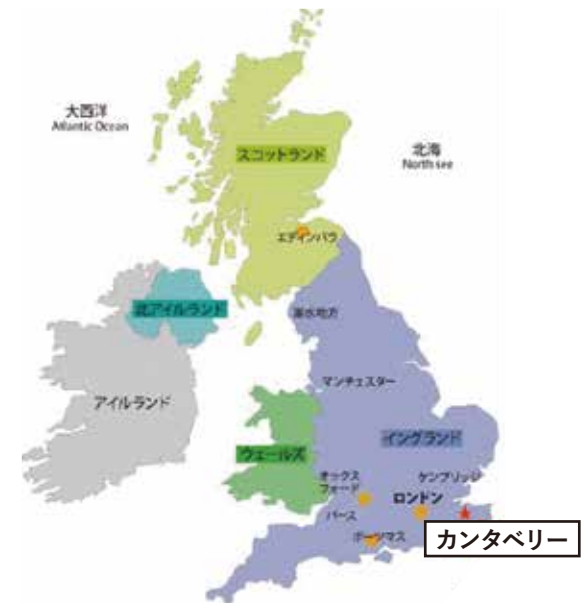 大西洋
Atlantic Ocean
北海
North see
スコットランド
エディンバラ
北アイルランド
湖水地方
アイルランド
マンチェスター
イングランド
ウェールズ
オックス
フォード
ケンブリッジ
ロンドン
バース
ポーツマス
カンタベリー